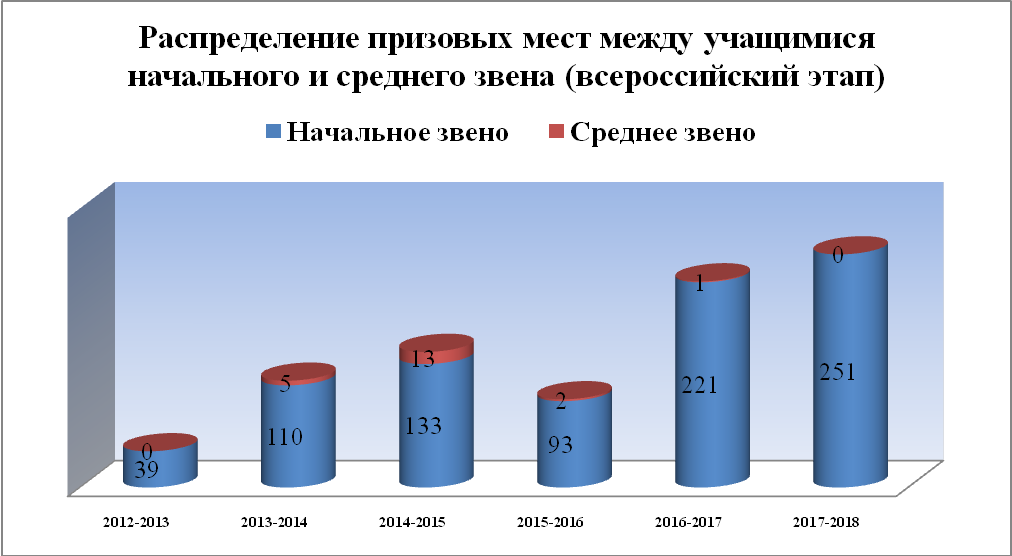 Распределение призовых мест между учащимися
начального и среднего звена (всероссийский этап)
Начальное звено Среднее звено
0 5 13 2 1 0
39 110 133 93 221 251
2012-2013 2013-2014 2014-2015 2015-2016 2016-2017 2017-2018